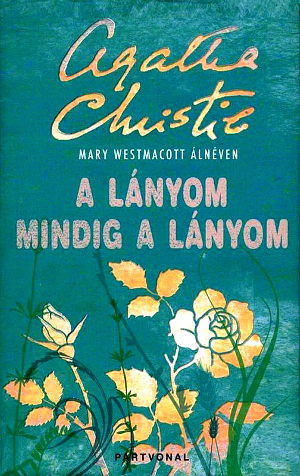 Agatha
Christie
MARY WESTMACOTT ÁLNÉVEN
A LÁNYOM
MINDIG A LÁNYOM
PARTVONAL